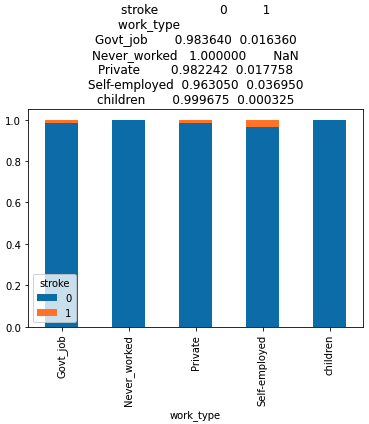 stroke 0 1
work_type
Govt_job 0.983640 0.016360
Never_worked 1.000000 NaN
Private 0.982242 0.017758
Self-employed 0.963050 0.036950
children 0.999675 0.000325
1.0
0.8
0.6
0.4
0.2
0.0
stroke
0
1
Govt_job
Never_worked
Private
Self-employed
children
work_type